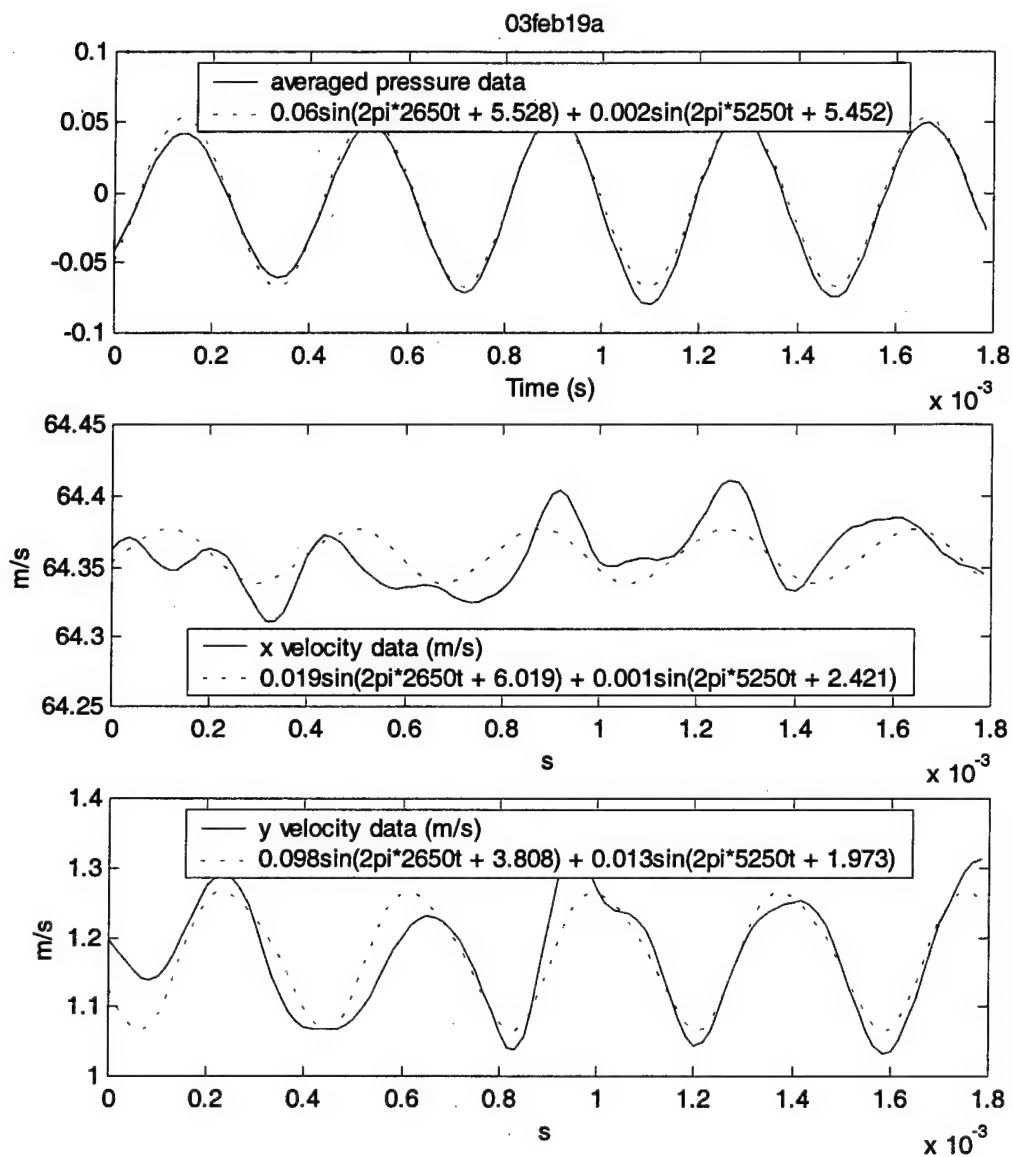 03feb19a
0.1
averaged pressure data
0.06sin(2pi*2650t + 5.528) + 0.002sin(2pi*5250t + 5.452)
0.05
0
-0.05
-0.1
0 0.2 0.4 0.6 0.8 1 1.2 1.4 1.6 1.8
Time (s)
x 10-3
64.45
64.4
64.35
m/s
64.3
x velocity data (m/s)
0.019sin(2pi*2650t + 6.019) + 0.001sin(2pi*5250t + 2.421)
64.25
0 0.2 0.4 0.6 0.8 1 1.2 1.4 1.6 1.8
s
x 10-3
1.4
y velocity data (m/s)
0.098sin(2pi*2650t + 3.808) + 0.013sin(2pi*5250t + 1.973)
1.3
1.2
m/s
1.1
1
0 0.2 0.4 0.6 0.8 1 1.2 1.4 1.6 1.8
s
x 10-3